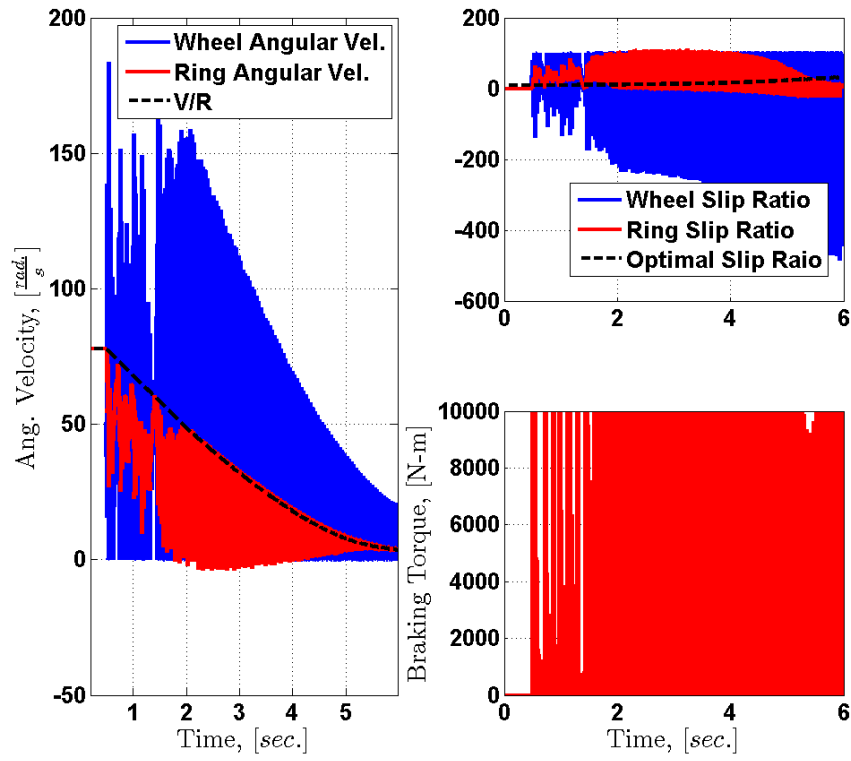 200
150
100
50
0
-50
Ang. Velocity, [rad./s]
Wheel Angular Vel.
Ring Angular Vel.
V/R
1 2 3 4 5
Time, [sec.]
200
0
-200
-400
-600
Wheel Slip Ratio
Ring Slip Ratio
Optimal Slip Raio
0 2 4 6
10000
8000
6000
4000
2000
0
Braking Torque, [N-m]
0 2 4 6
Time, [sec.]